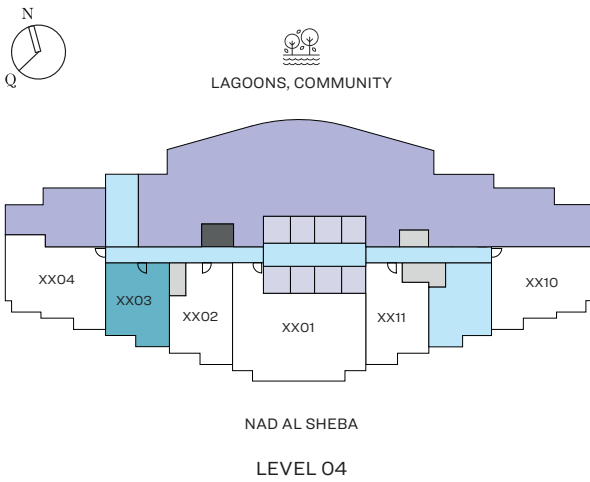 N
Q
LAGOONS, COMMUNITY
XX04
XX03
XX02
XX01
XX11
XX10
NAD AL SHEBA
LEVEL 04